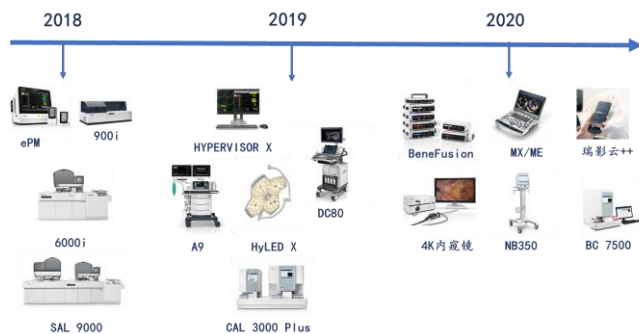 2018
2019
2020
ePM
900i
6000i
SAL 9000
HYPERVISOR X
A9
HyLED X
DC80
CAL 3000 Plus
BeneFusion
MX/ME
瑞影云++
4K内窥镜
NB350
BC 7500